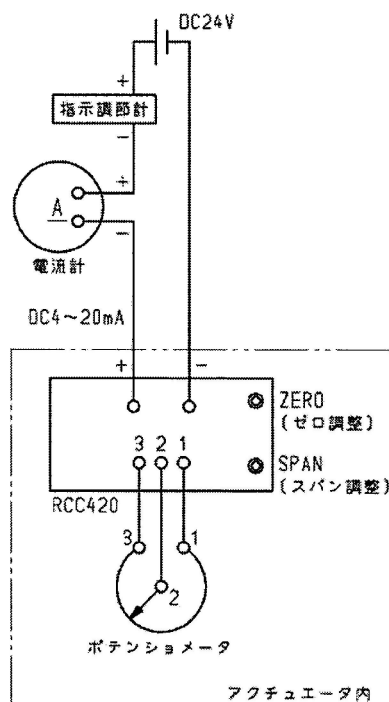 DC24V
+
指示調節計
−
+
A
−
電流計
DC4～20mA
+ −
ZERO
(ゼロ調整)
3 2 1
SPAN
(スパン調整)
RCC420
3 1
2
ポテンショメータ
アクチュエータ内